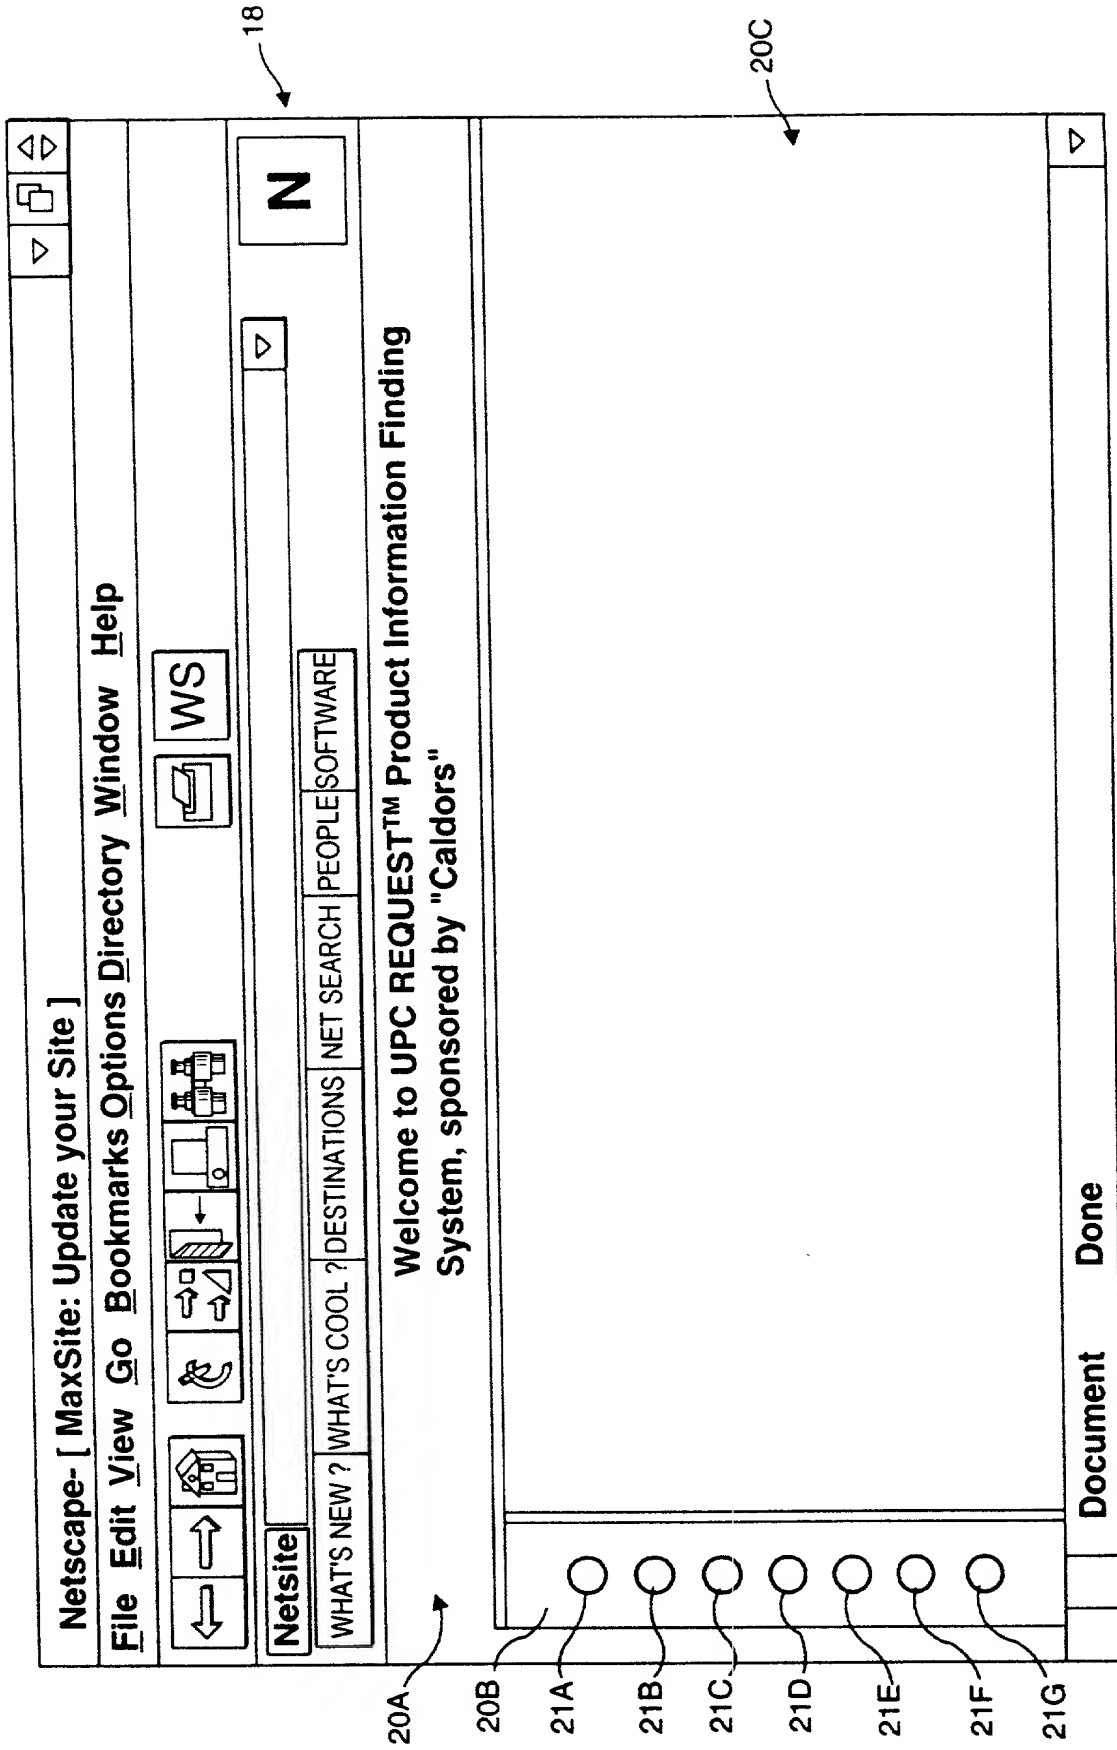 Netscape- [ MaxSite: Update your Site ]
File Edit View Go Bookmarks Options Directory Window Help
WS
18
Netsite
N
WHAT'S NEW ? WHAT'S COOL ? DESTINATIONS NET SEARCH PEOPLE SOFTWARE
20A
Welcome to UPC REQUEST™ Product Information Finding
System, sponsored by "Caldors"
20B
20C
21A
21B
21C
21D
21E
21F
21G
Document Done